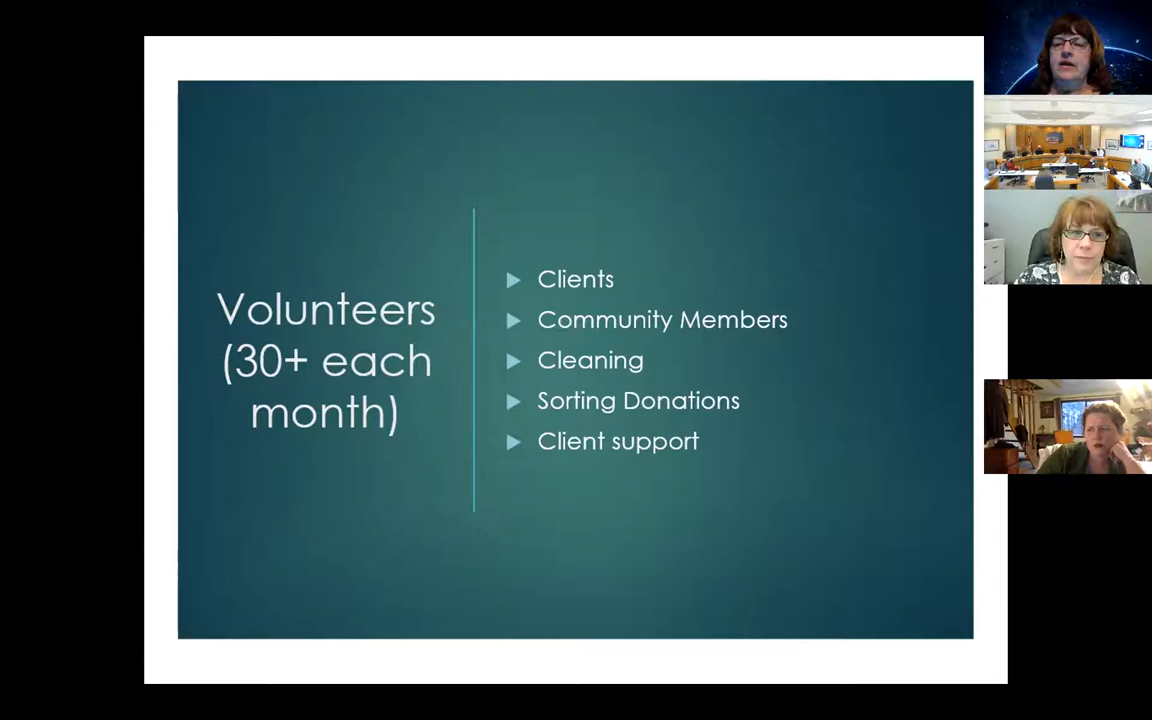 Volunteers
(30+ each
month)
Clients
Community Members
Cleaning
Sorting Donations
Client support